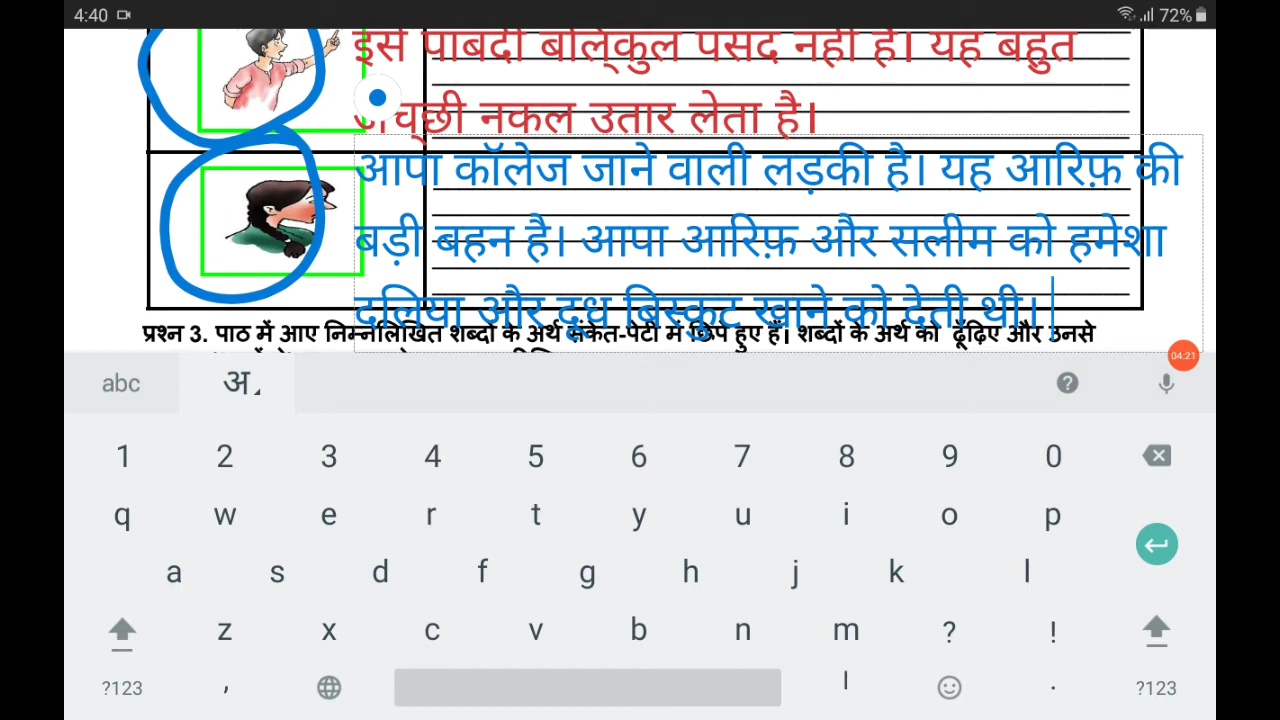 4:40 72%
इसे पाबंदी बिल्कुल पसंद नहीं है। यह बहुत
अच्छी नकल उतार लेता है।
आपा कॉलेज जाने वाली लड़की है। यह आरिफ़ की
बड़ी बहन है। आपा आरिफ़ और सलीम को हमेशा
दलिया और दूध बिस्कुट खाने को देती थी।
प्रश्न 3. पाठ में आए निम्नलिखित शब्दों के अर्थ संकेत-पेटी में छिपे हुए हैं। शब्दों के अर्थ को ढूँढ़िए और उनसे
04:21
abc अ ?
1 2 3 4 5 6 7 8 9 0
q w e r t y u i o p
a s d f g h j k l
z x c v b n m ? !
?123 , । . ?123